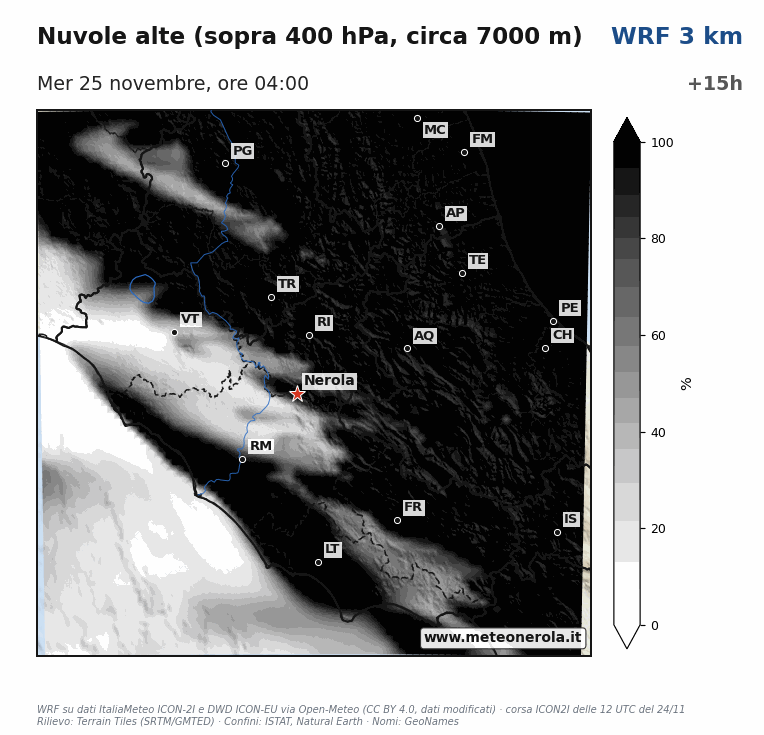 Nuvole alte (sopra 400 hPa, circa 7000 m) WRF 3 km
Mer 25 novembre, ore 04:00 +15h
MC
FM
PG
AP
TE
TR
PE
VT
RI
AQ
CH
Nerola
RM
FR
IS
LT
www.meteonerola.it
100
80
60
40
20
0
%
WRF su dati ItaliaMeteo ICON-2I e DWD ICON-EU via Open-Meteo (CC BY 4.0, dati modificati) · corsa ICON2I delle 12 UTC del 24/11
Rilievo: Terrain Tiles (SRTM/GMTED) · Confini: ISTAT, Natural Earth · Nomi: GeoNames